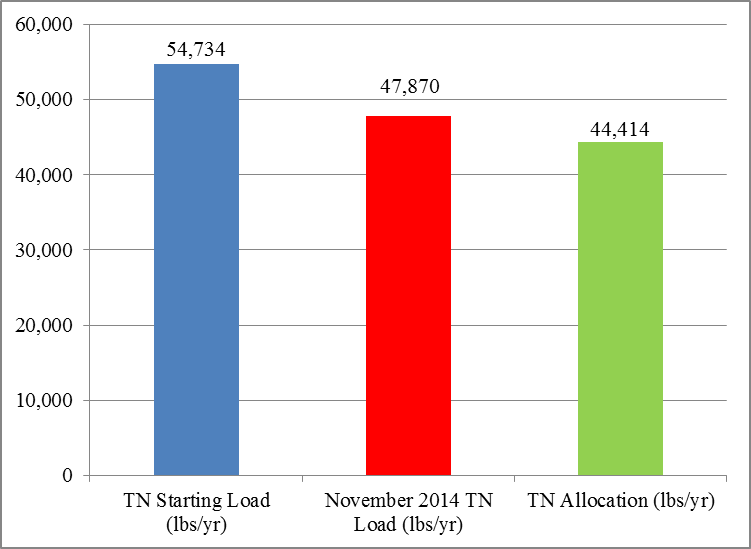 60,000
50,000
40,000
30,000
20,000
10,000
0
54,734
47,870
44,414
TN Starting Load
(lbs/yr)
November 2014 TN
Load (lbs/yr)
TN Allocation (lbs/yr)